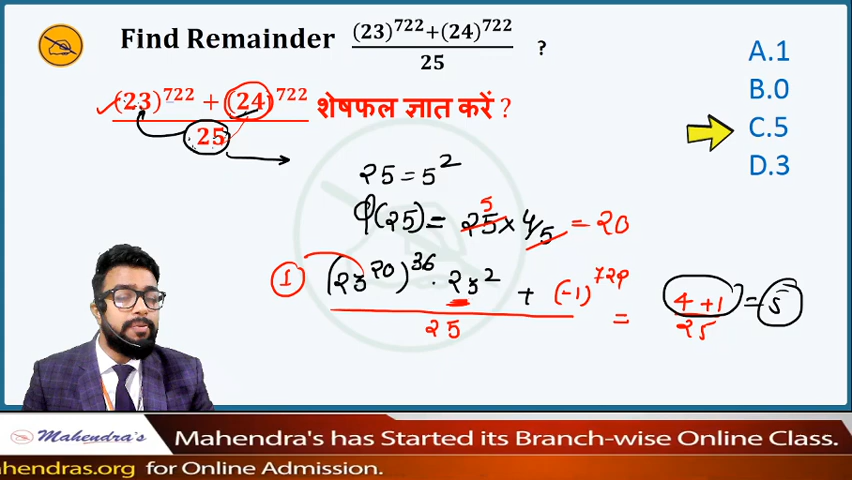 Find Remainder (23)^722+(24)^722 / 25 ?
(23)^722 + (24)^722 / 25 शेषफल ज्ञात करें ?
A.1
B.0
C.5
D.3
25 = 5^2
φ(25) = 25 × 4/5 = 20
5
1 (23^20)^36 · 23^2 + (-1)^722 / 25 = 4+1 / 25 = 5
Mahendra's
Mahendra's has Started its Branch-wise Online Class.
ahendras.org for Online Admission.